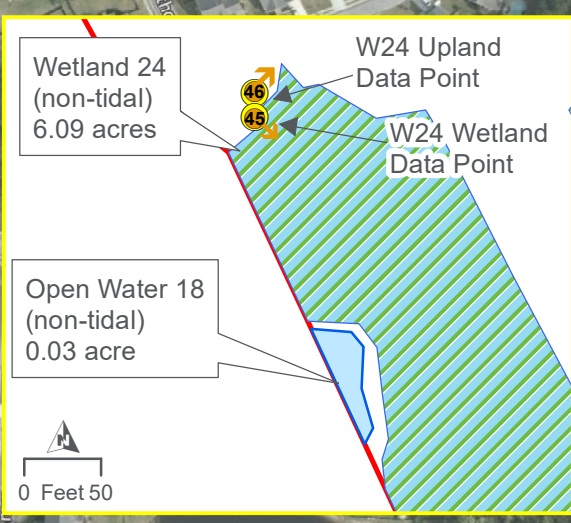 Wetland 24
(non-tidal)
6.09 acres
46
45
W24 Upland
Data Point
W24 Wetland
Data Point
Open Water 18
(non-tidal)
0.03 acre
N
0 Feet 50